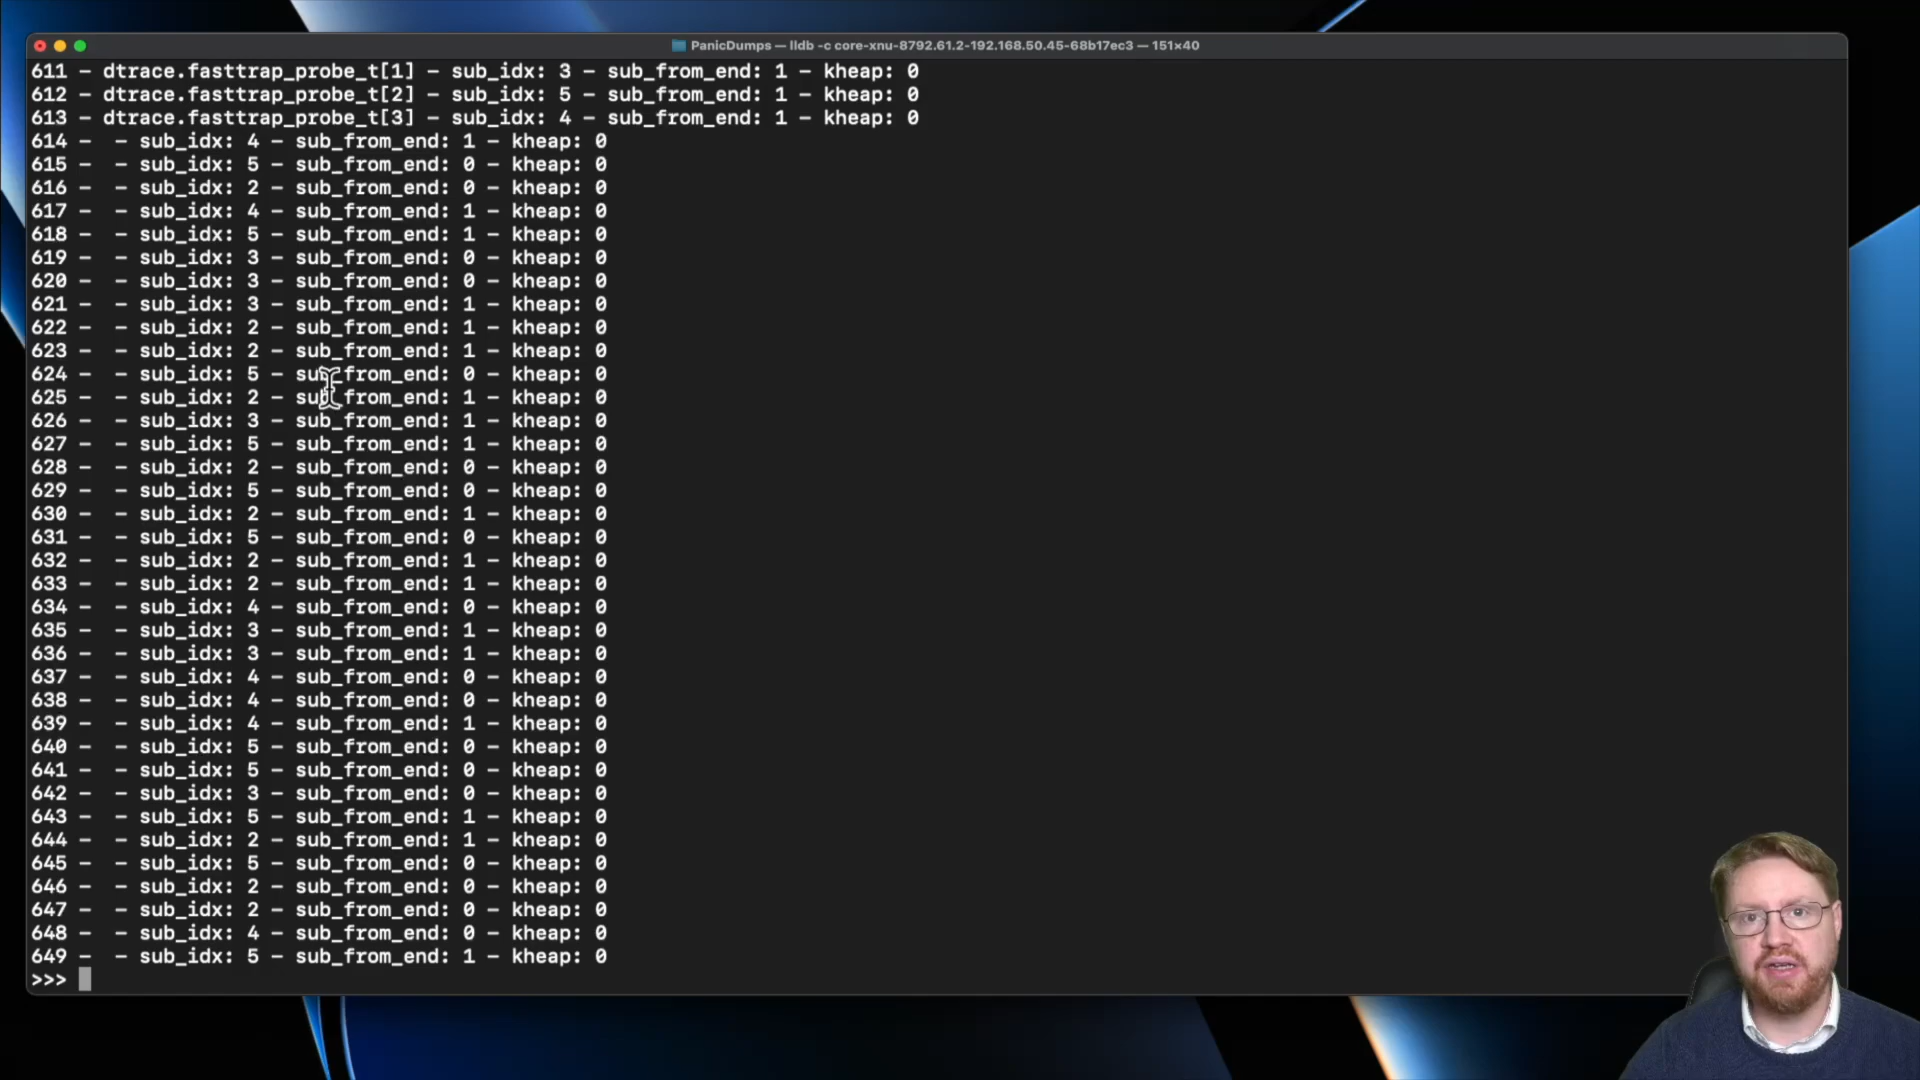 PanicDumps — lldb -c core-xnu-8792.61.2-192.168.50.45-68b17ec3 — 151×40
611 - dtrace.fasttrap_probe_t[1] - sub_idx: 3 - sub_from_end: 1 - kheap: 0
612 - dtrace.fasttrap_probe_t[2] - sub_idx: 5 - sub_from_end: 1 - kheap: 0
613 - dtrace.fasttrap_probe_t[3] - sub_idx: 4 - sub_from_end: 1 - kheap: 0
614 -  - sub_idx: 4 - sub_from_end: 1 - kheap: 0
615 -  - sub_idx: 5 - sub_from_end: 0 - kheap: 0
616 -  - sub_idx: 2 - sub_from_end: 0 - kheap: 0
617 -  - sub_idx: 4 - sub_from_end: 1 - kheap: 0
618 -  - sub_idx: 5 - sub_from_end: 1 - kheap: 0
619 -  - sub_idx: 3 - sub_from_end: 0 - kheap: 0
620 -  - sub_idx: 3 - sub_from_end: 0 - kheap: 0
621 -  - sub_idx: 3 - sub_from_end: 1 - kheap: 0
622 -  - sub_idx: 2 - sub_from_end: 1 - kheap: 0
623 -  - sub_idx: 2 - sub_from_end: 1 - kheap: 0
624 -  - sub_idx: 5 - sub_from_end: 0 - kheap: 0
625 -  - sub_idx: 2 - sub_from_end: 1 - kheap: 0
626 -  - sub_idx: 3 - sub_from_end: 1 - kheap: 0
627 -  - sub_idx: 5 - sub_from_end: 1 - kheap: 0
628 -  - sub_idx: 2 - sub_from_end: 0 - kheap: 0
629 -  - sub_idx: 5 - sub_from_end: 0 - kheap: 0
630 -  - sub_idx: 2 - sub_from_end: 1 - kheap: 0
631 -  - sub_idx: 5 - sub_from_end: 0 - kheap: 0
632 -  - sub_idx: 2 - sub_from_end: 1 - kheap: 0
633 -  - sub_idx: 2 - sub_from_end: 1 - kheap: 0
634 -  - sub_idx: 4 - sub_from_end: 0 - kheap: 0
635 -  - sub_idx: 3 - sub_from_end: 1 - kheap: 0
636 -  - sub_idx: 3 - sub_from_end: 1 - kheap: 0
637 -  - sub_idx: 4 - sub_from_end: 0 - kheap: 0
638 -  - sub_idx: 4 - sub_from_end: 0 - kheap: 0
639 -  - sub_idx: 4 - sub_from_end: 1 - kheap: 0
640 -  - sub_idx: 5 - sub_from_end: 0 - kheap: 0
641 -  - sub_idx: 5 - sub_from_end: 0 - kheap: 0
642 -  - sub_idx: 3 - sub_from_end: 0 - kheap: 0
643 -  - sub_idx: 5 - sub_from_end: 1 - kheap: 0
644 -  - sub_idx: 2 - sub_from_end: 1 - kheap: 0
645 -  - sub_idx: 5 - sub_from_end: 0 - kheap: 0
646 -  - sub_idx: 2 - sub_from_end: 0 - kheap: 0
647 -  - sub_idx: 2 - sub_from_end: 0 - kheap: 0
648 -  - sub_idx: 4 - sub_from_end: 0 - kheap: 0
649 -  - sub_idx: 5 - sub_from_end: 1 - kheap: 0
>>>